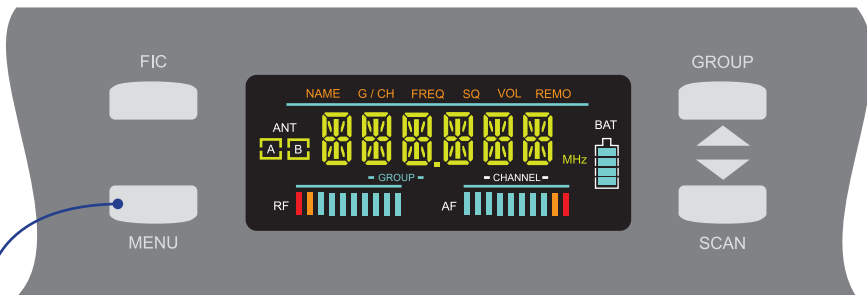 FIC
GROUP
NAME G / CH FREQ SQ VOL REMO
ANT
BAT
A B
MHz
- GROUP -
- CHANNEL -
RF
AF
MENU
SCAN